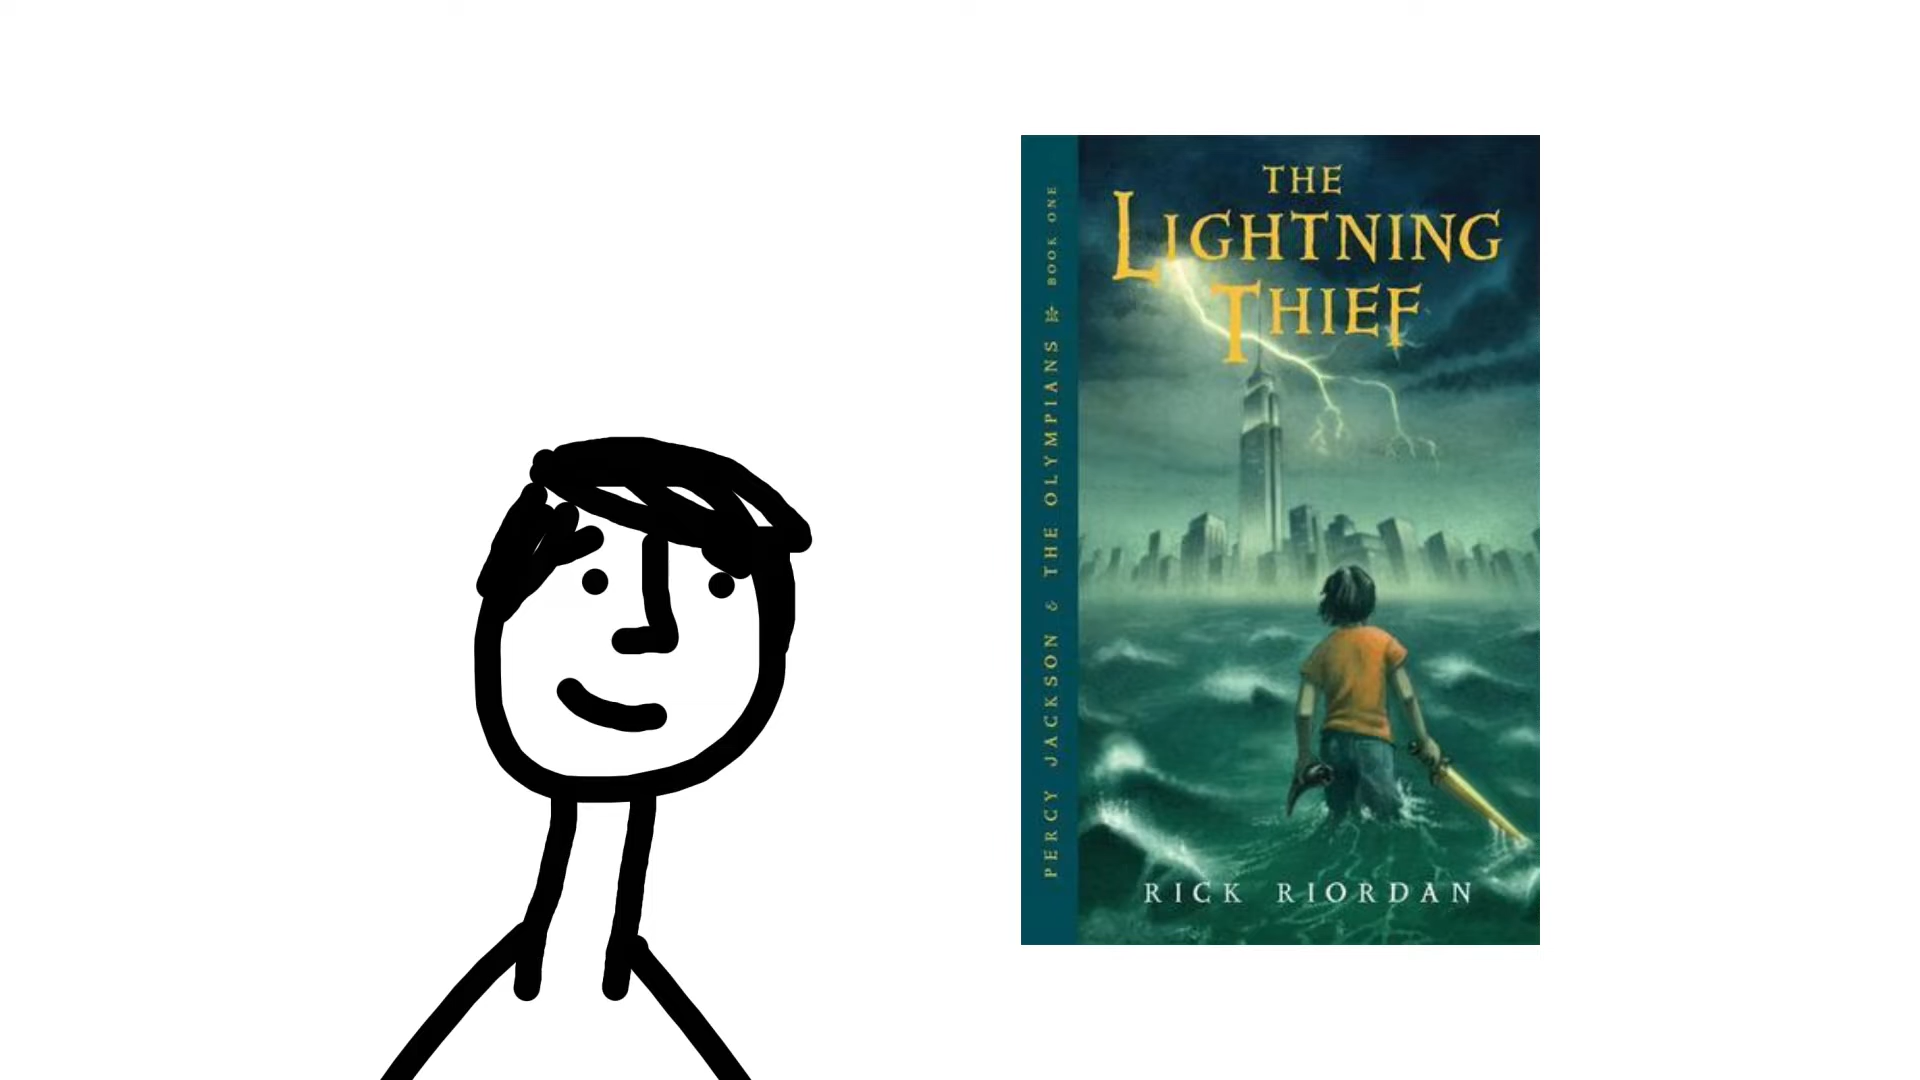 THE
LIGHTNING
THIEF
PERCY JACKSON & THE OLYMPIANS ★ BOOK ONE
RICK RIORDAN